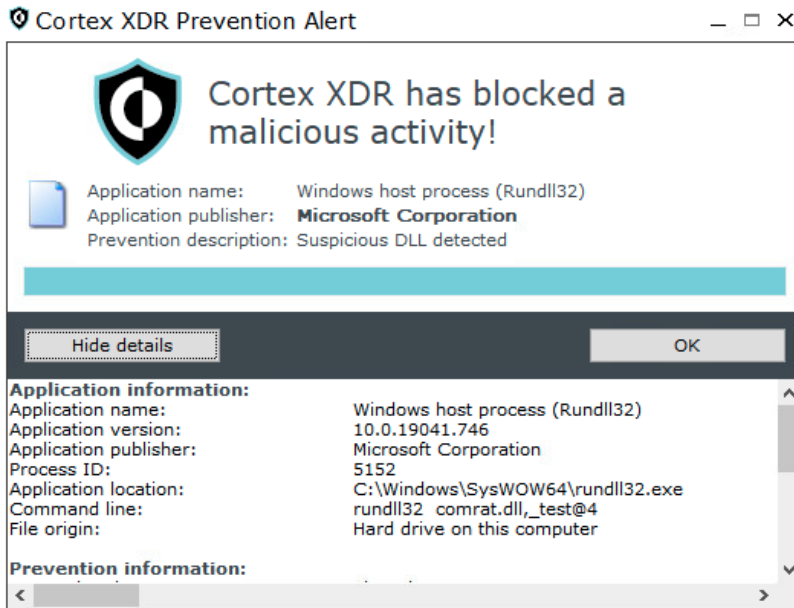 Cortex XDR Prevention Alert
Cortex XDR has blocked a
malicious activity!
Application name: Windows host process (Rundll32)
Application publisher: Microsoft Corporation
Prevention description: Suspicious DLL detected
Hide details OK
Application information:
Application name: Windows host process (Rundll32)
Application version: 10.0.19041.746
Application publisher: Microsoft Corporation
Process ID: 5152
Application location: C:\Windows\SysWOW64\rundll32.exe
Command line: rundll32  comrat.dll,_test@4
File origin: Hard drive on this computer
Prevention information: